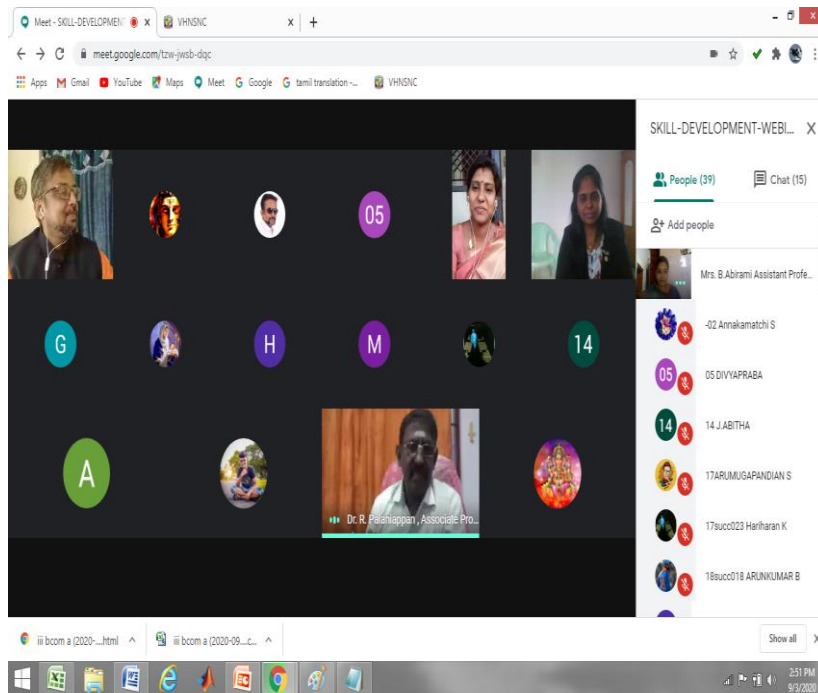 Meet - SKILL-DEVELOPMENT
VHNSNC
meet.google.com/tzw-jwsb-dqc
Apps
Gmail
YouTube
Maps
Meet
Google
tamil translation -...
VHNSNC
SKILL-DEVELOPMENT-WEBI...
People (39)
Chat (15)
Add people
05
G
H
M
14
A
Dr. R. Palaniappan , Associate Pro...
Mrs. B.Abirami Assistant Profe...
-02 Annakamatchi S
05
05 DIVYAPRABA
14
14 J.ABITHA
17ARUMUGAPANDIAN S
17succ023 Hariharan K
18succ018 ARUNKUMAR B
iii bcom a (2020-....html
iii bcom a (2020-09....c...
Show all
2:51 PM
9/3/2020